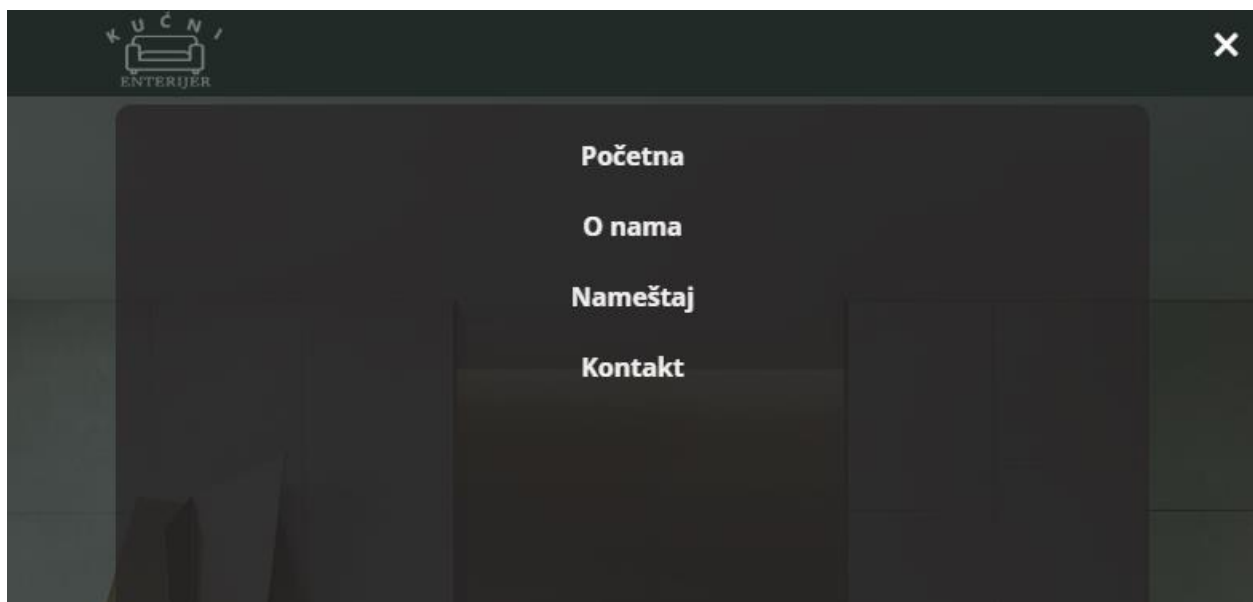 KUĆNI
ENTERIJER
Početna
O nama
Nameštaj
Kontakt